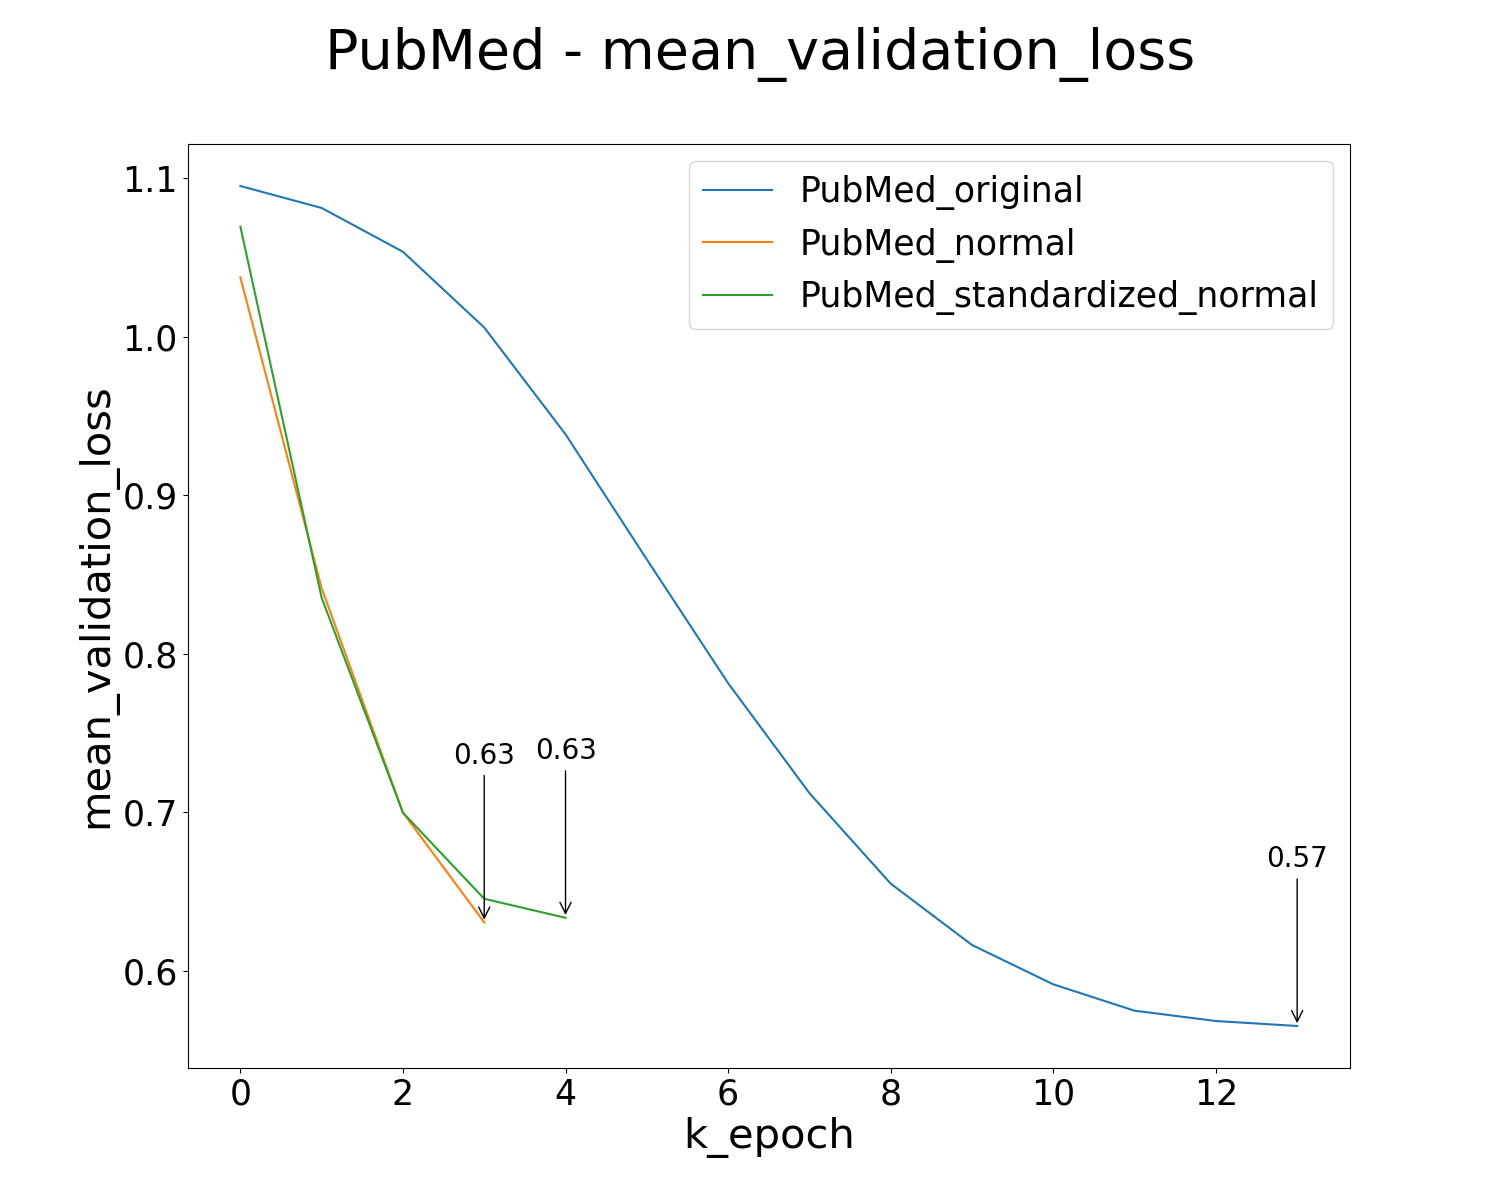 PubMed - mean_validation_loss
PubMed_original
PubMed_normal
PubMed_standardized_normal
mean_validation_loss
1.1
1.0
0.9
0.8
0.7
0.6
0.63
0.63
0.57
0 2 4 6 8 10 12
k_epoch